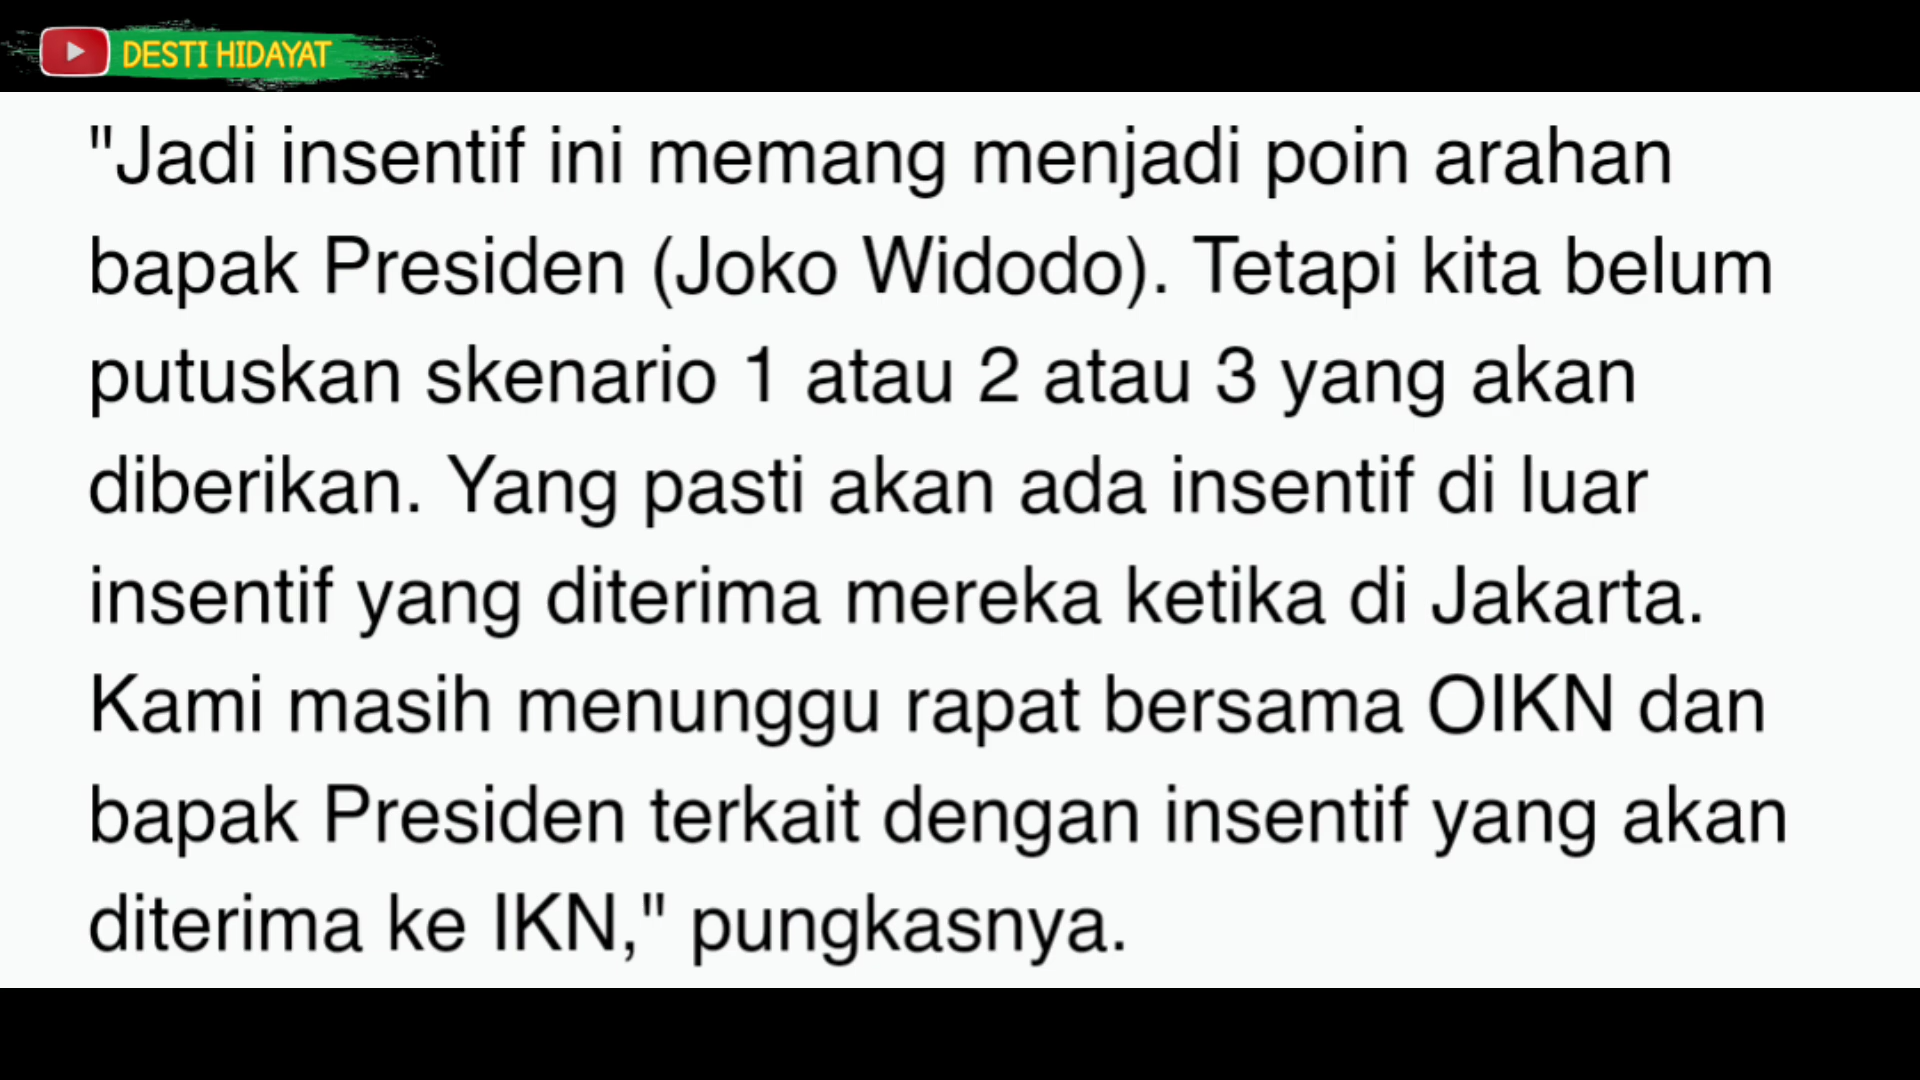 DESTI HIDAYAT
"Jadi insentif ini memang menjadi poin arahan
bapak Presiden (Joko Widodo). Tetapi kita belum
putuskan skenario 1 atau 2 atau 3 yang akan
diberikan. Yang pasti akan ada insentif di luar
insentif yang diterima mereka ketika di Jakarta.
Kami masih menunggu rapat bersama OIKN dan
bapak Presiden terkait dengan insentif yang akan
diterima ke IKN," pungkasnya.